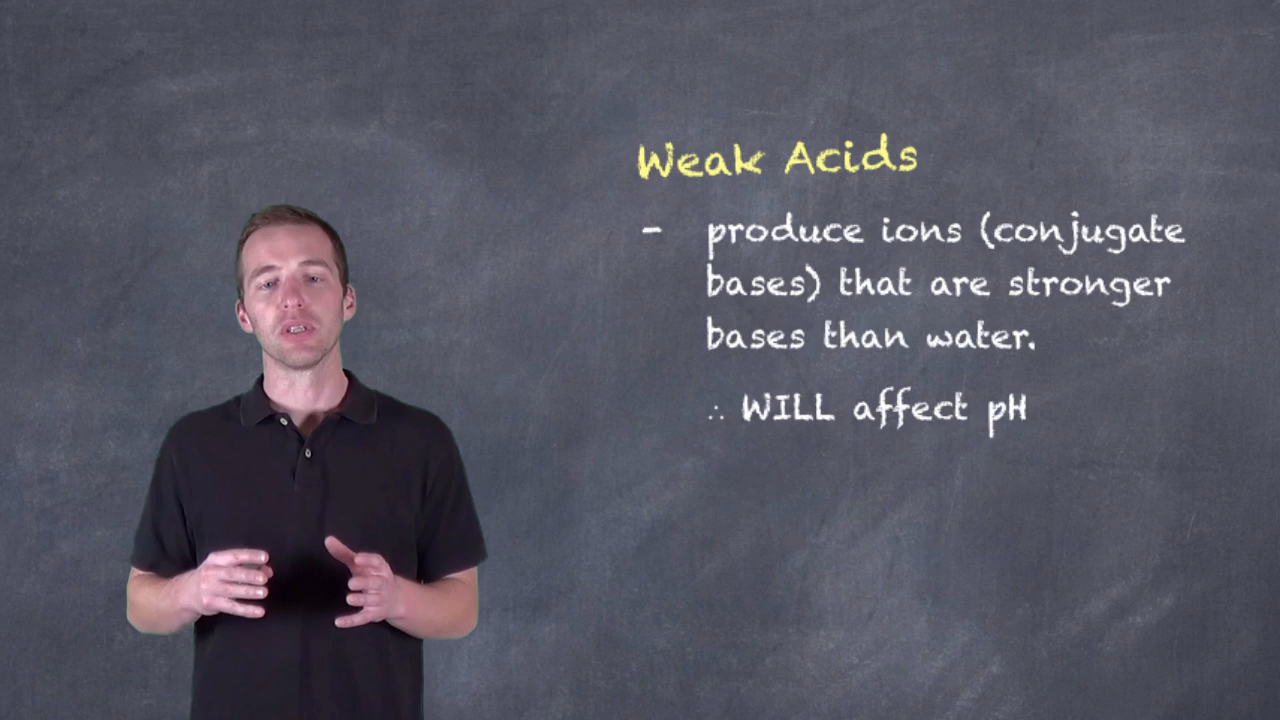 Weak Acids
- produce ions (conjugate
bases) that are stronger
bases than water.
∴ WILL affect pH